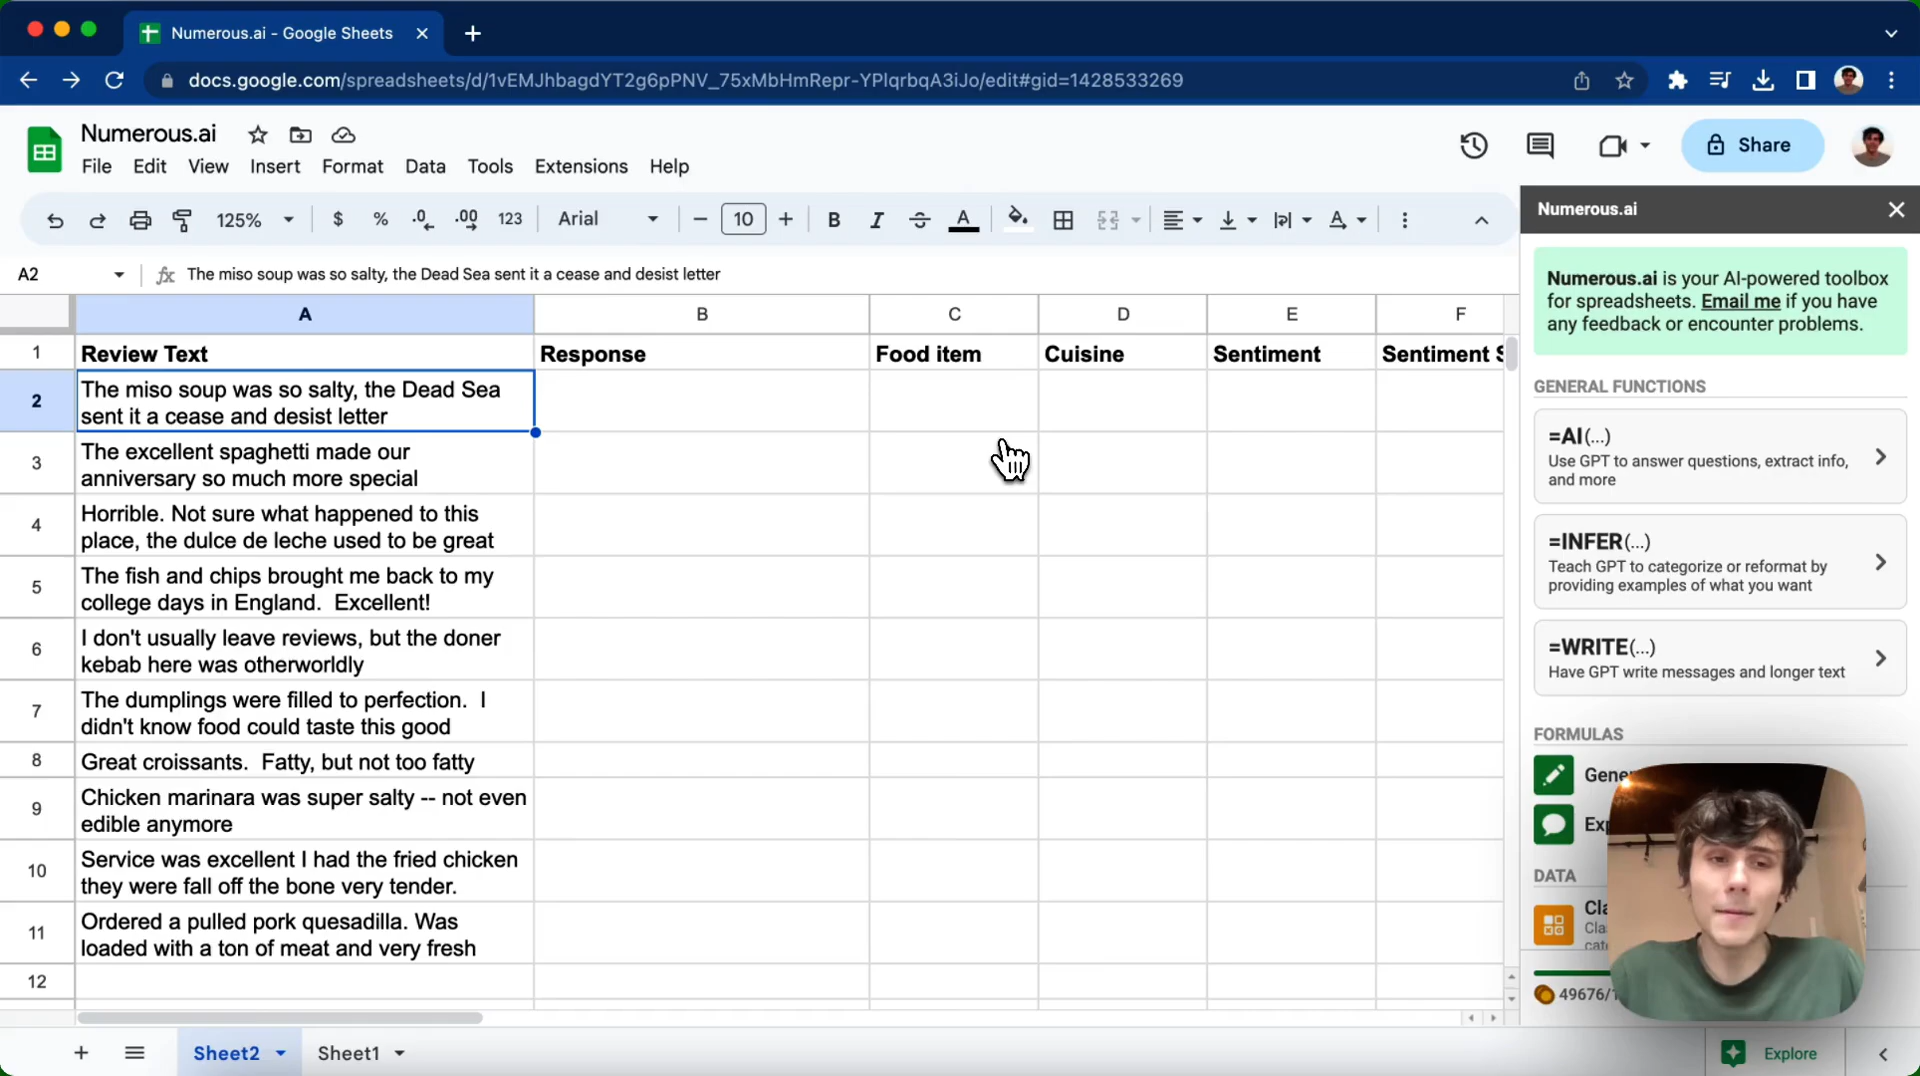 Numerous.ai - Google Sheets
docs.google.com/spreadsheets/d/1vEMJhbagdYT2g6pPNV_75xMbHmRepr-YPlqrbqA3iJo/edit#gid=1428533269
Numerous.ai
File Edit View Insert Format Data Tools Extensions Help
Share
125% $ % .0 .00 123 Arial 10 B I A
A2 fx The miso soup was so salty, the Dead Sea sent it a cease and desist letter
A B C D E F
1 Review Text Response Food item Cuisine Sentiment Sentiment
2 The miso soup was so salty, the Dead Sea
sent it a cease and desist letter
3 The excellent spaghetti made our
anniversary so much more special
4 Horrible. Not sure what happened to this
place, the dulce de leche used to be great
5 The fish and chips brought me back to my
college days in England.  Excellent!
6 I don't usually leave reviews, but the doner
kebab here was otherworldly
7 The dumplings were filled to perfection.  I
didn't know food could taste this good
8 Great croissants.  Fatty, but not too fatty
9 Chicken marinara was super salty -- not even
edible anymore
10 Service was excellent I had the fried chicken
they were fall off the bone very tender.
11 Ordered a pulled pork quesadilla. Was
loaded with a ton of meat and very fresh
12
Sheet2 Sheet1
Numerous.ai
Numerous.ai is your AI-powered toolbox
for spreadsheets. Email me if you have
any feedback or encounter problems.
GENERAL FUNCTIONS
=AI(...)
Use GPT to answer questions, extract info,
and more
=INFER(...)
Teach GPT to categorize or reformat by
providing examples of what you want
=WRITE(...)
Have GPT write messages and longer text
FORMULAS
Gene
Exp
DATA
Cla
Clas
cate
49676/1
Explore